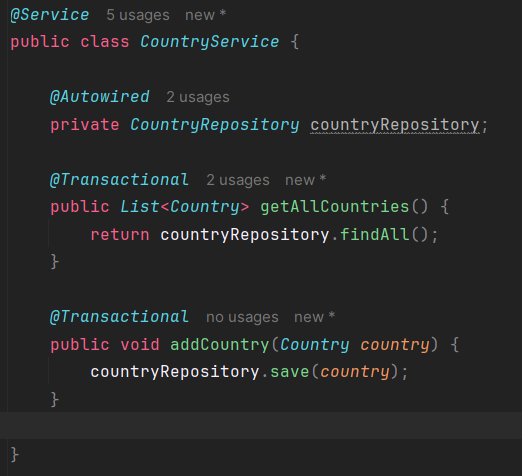 @Service 5 usages new *
public class CountryService {
@Autowired 2 usages
private CountryRepository countryRepository;
@Transactional 2 usages new *
public List<Country> getAllCountries() {
return countryRepository.findAll();
}
@Transactional no usages new *
public void addCountry(Country country) {
countryRepository.save(country);
}
}